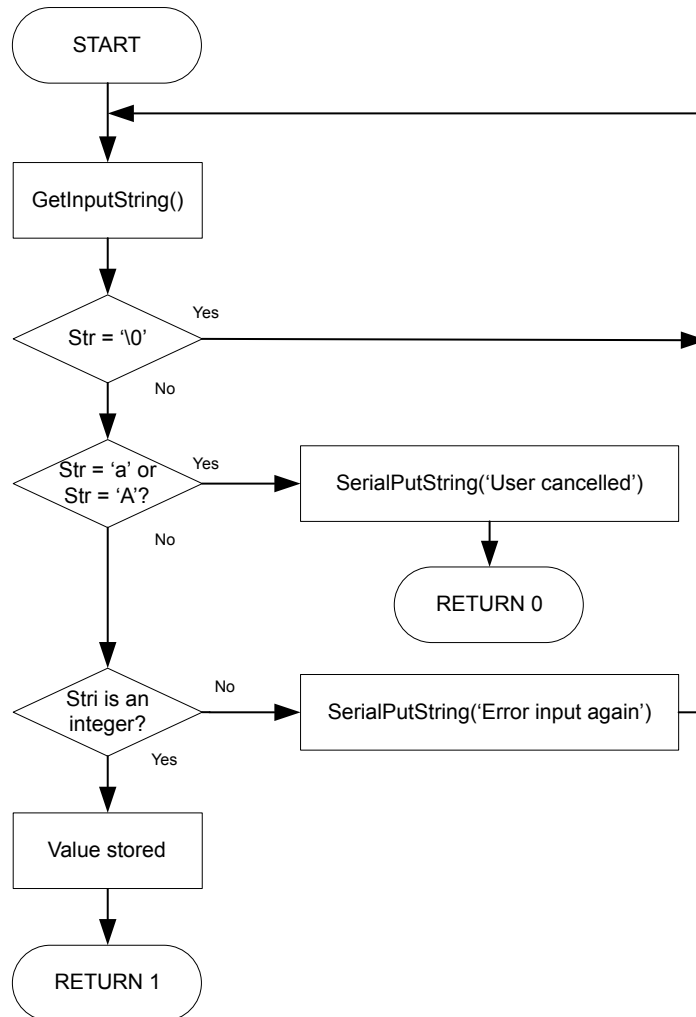 START
GetInputString()
Str = ‘\0’
Yes
No
Str = ‘a’ or
Str = ‘A’?
Yes
SerialPutString(‘User cancelled’)
No
RETURN 0
Stri is an
integer?
No
SerialPutString(‘Error input again’)
Yes
Value stored
RETURN 1